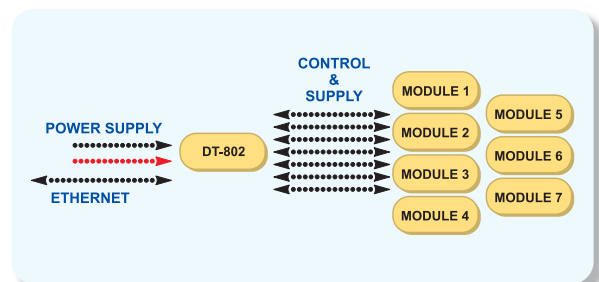 CONTROL
&
SUPPLY
POWER SUPPLY
ETHERNET
DT-802
MODULE 1
MODULE 2
MODULE 3
MODULE 4
MODULE 5
MODULE 6
MODULE 7